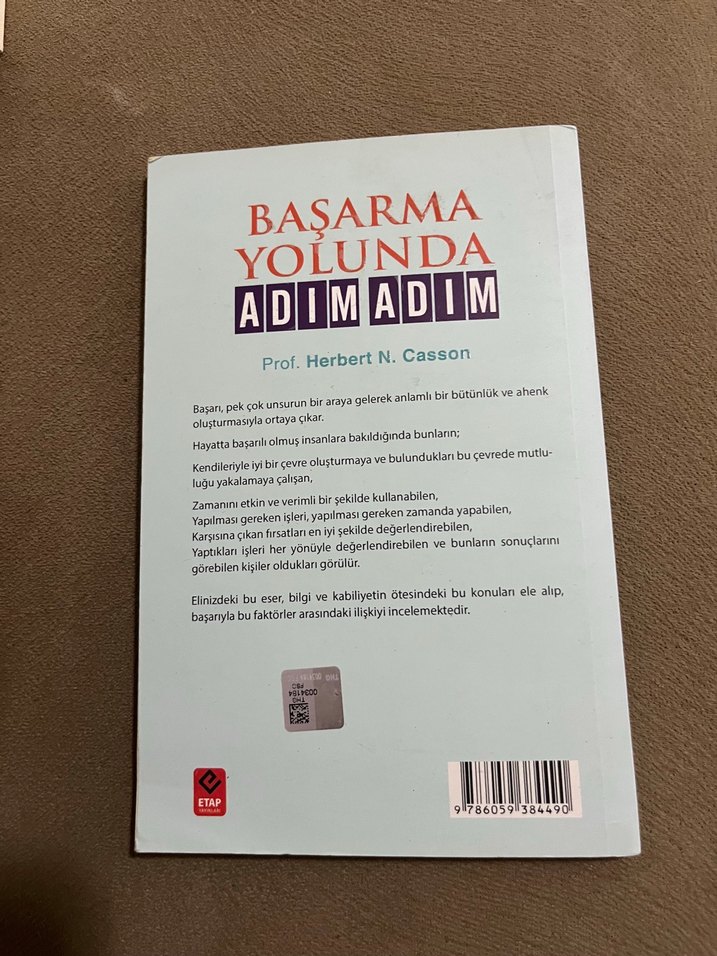 BAŞARMA
YOLUNDA
ADIM ADIM
Prof. Herbert N. Casson
Başarı, pek çok unsurun bir araya gelerek anlamlı bir bütünlük ve ahenk
oluşturmasıyla ortaya çıkar.
Hayatta başarılı olmuş insanlara bakıldığında bunların;
Kendileriyle iyi bir çevre oluşturmaya ve bulundukları bu çevrede mutlu-
luğu yakalamaya çalışan,
Zamanını etkin ve verimli bir şekilde kullanabilen,
Yapılması gereken işleri, yapılması gereken zamanda yapabilen,
Karşısına çıkan fırsatları en iyi şekilde değerlendirebilen,
Yaptıkları işleri her yönüyle değerlendirebilen ve bunların sonuçlarını
görebilen kişiler oldukları görülür.
Elinizdeki bu eser, bilgi ve kabiliyetin ötesindeki bu konuları ele alıp,
başarıyla bu faktörler arasındaki ilişkiyi incelemektedir.
THG
0034184
ETAP
YAYINLARI
9 786059 384490